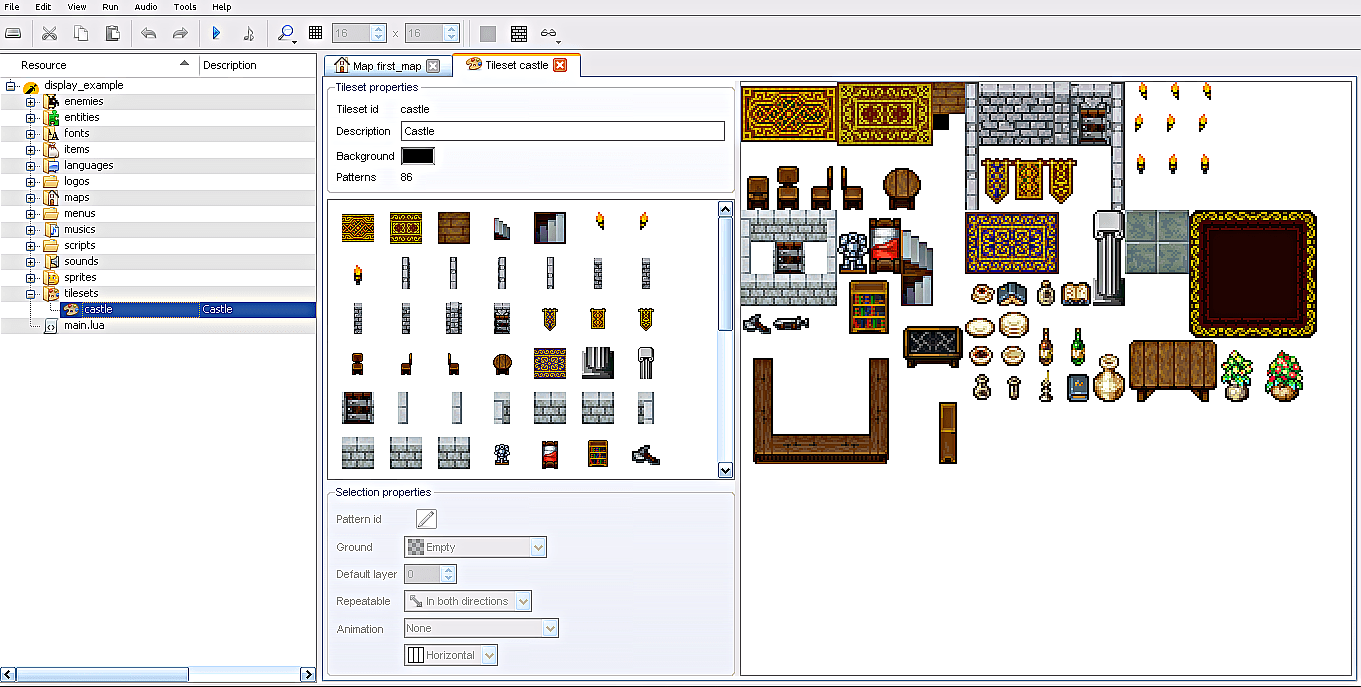 File Edit View Run Audio Tools Help
16 x 16
Resource Description
Map first_map Tileset castle
display_example
enemies
entities
fonts
items
languages
logos
maps
menus
musics
scripts
sounds
sprites
tilesets
castle Castle
main.lua
Tileset properties
Tileset id castle
Description Castle
Background
Patterns 86
Selection properties
Pattern id
Ground Empty
Default layer 0
Repeatable In both directions
Animation None
Horizontal